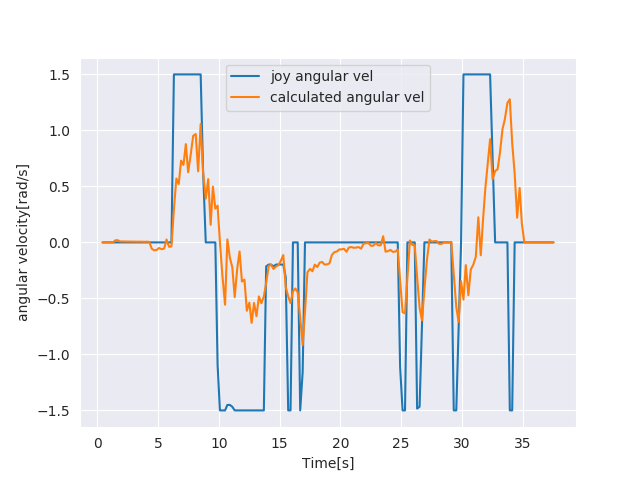 joy angular vel
calculated angular vel
angular velocity[rad/s]
1.5
1.0
0.5
0.0
−0.5
−1.0
−1.5
0 5 10 15 20 25 30 35
Time[s]